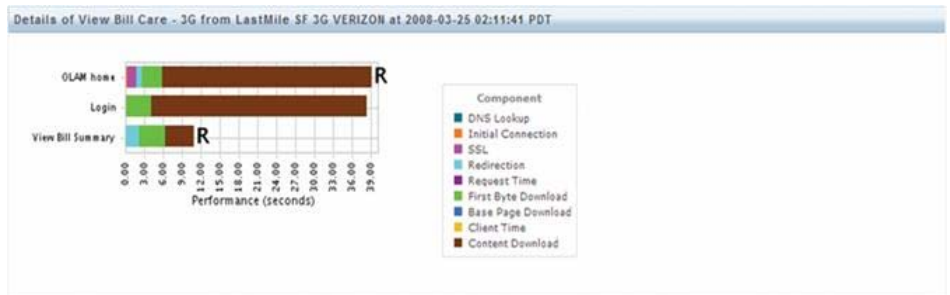 Details of View Bill Care - 3G from LastMile SF 3G VERIZON at 2008-03-25 02:11:41 PDT
OLAM home
R
Login
View Bill Summary
R
0.00 3.00 6.00 9.00 12.00 15.00 18.00 21.00 24.00 27.00 30.00 33.00 36.00 39.00
Performance (seconds)
Component
DNS Lookup
Initial Connection
SSL
Redirection
Request Time
First Byte Download
Base Page Download
Client Time
Content Download